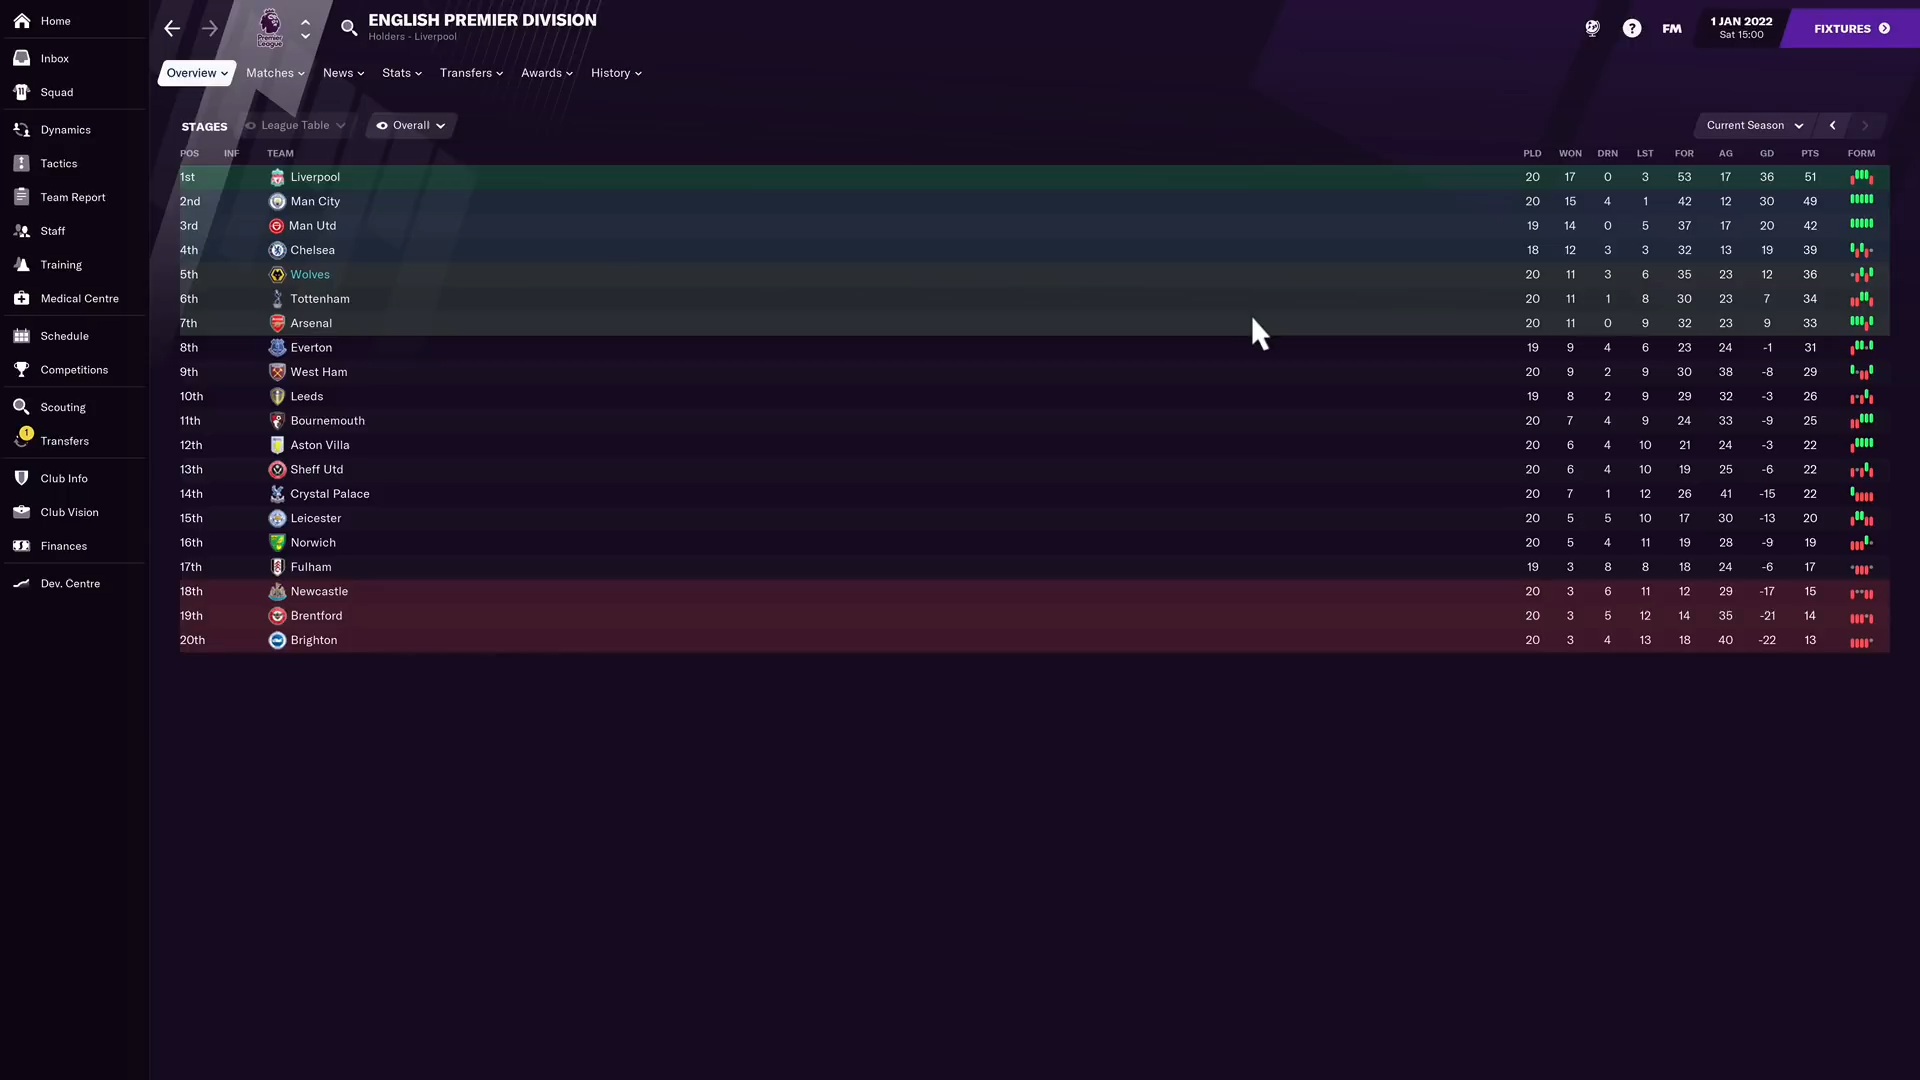 Home
Inbox
Squad
Dynamics
Tactics
Team Report
Staff
Training
Medical Centre
Schedule
Competitions
Scouting
1
Transfers
Club Info
Club Vision
Finances
Dev. Centre
Premier League
ENGLISH PREMIER DIVISION
Holders - Liverpool
? FM
1 JAN 2022
Sat 15:00
FIXTURES
Overview Matches News Stats Transfers Awards History
STAGES League Table Overall Current Season
POS INF TEAM PLD WON DRN LST FOR AG GD PTS FORM
1st Liverpool 20 17 0 3 53 17 36 51
2nd Man City 20 15 4 1 42 12 30 49
3rd Man Utd 19 14 0 5 37 17 20 42
4th Chelsea 18 12 3 3 32 13 19 39
5th Wolves 20 11 3 6 35 23 12 36
6th Tottenham 20 11 1 8 30 23 7 34
7th Arsenal 20 11 0 9 32 23 9 33
8th Everton 19 9 4 6 23 24 -1 31
9th West Ham 20 9 2 9 30 38 -8 29
10th Leeds 19 8 2 9 29 32 -3 26
11th Bournemouth 20 7 4 9 24 33 -9 25
12th Aston Villa 20 6 4 10 21 24 -3 22
13th Sheff Utd 20 6 4 10 19 25 -6 22
14th Crystal Palace 20 7 1 12 26 41 -15 22
15th Leicester 20 5 5 10 17 30 -13 20
16th Norwich 20 5 4 11 19 28 -9 19
17th Fulham 19 3 8 8 18 24 -6 17
18th Newcastle 20 3 6 11 12 29 -17 15
19th Brentford 20 3 5 12 14 35 -21 14
20th Brighton 20 3 4 13 18 40 -22 13